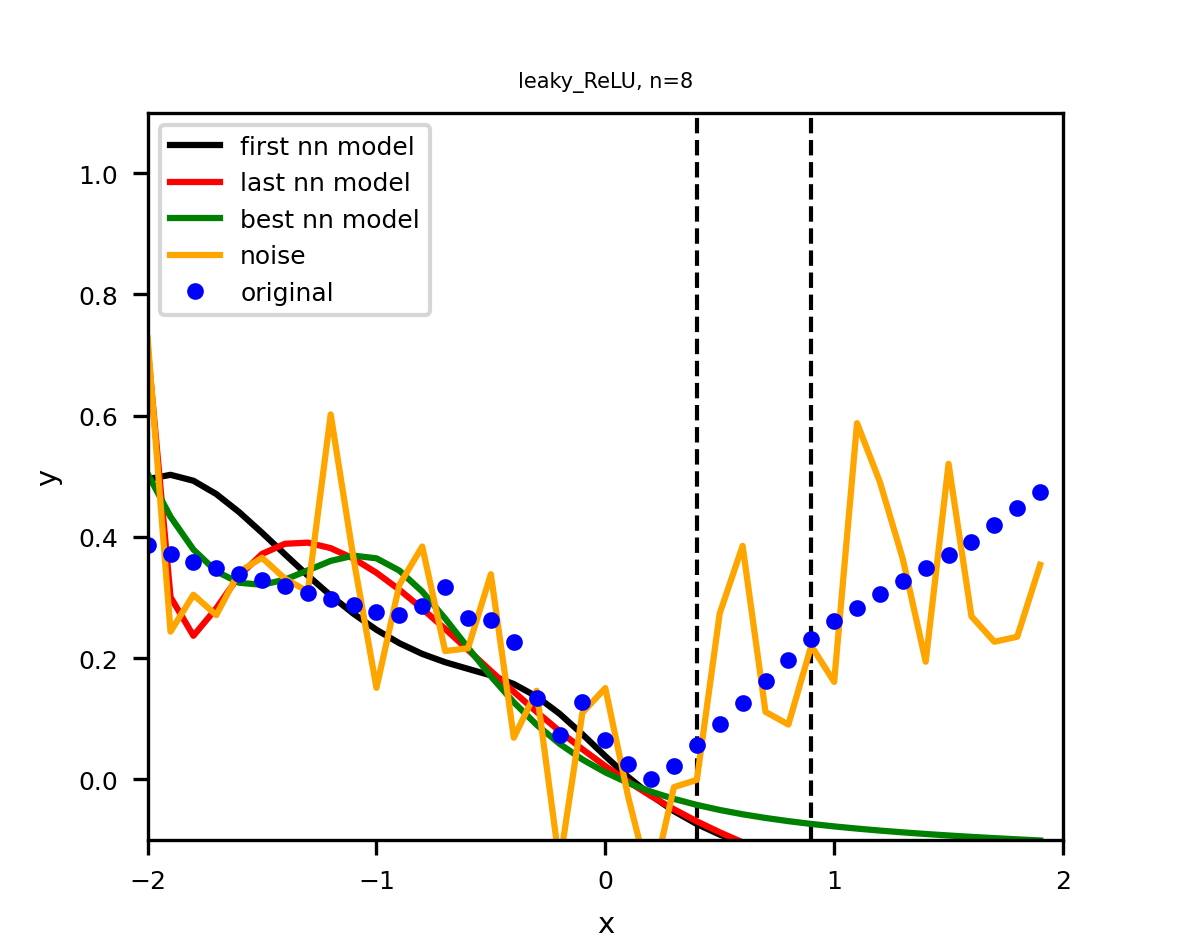 leaky_ReLU, n=8
first nn model
last nn model
best nn model
noise
original
y
1.0
0.8
0.6
0.4
0.2
0.0
−2 −1 0 1 2
x